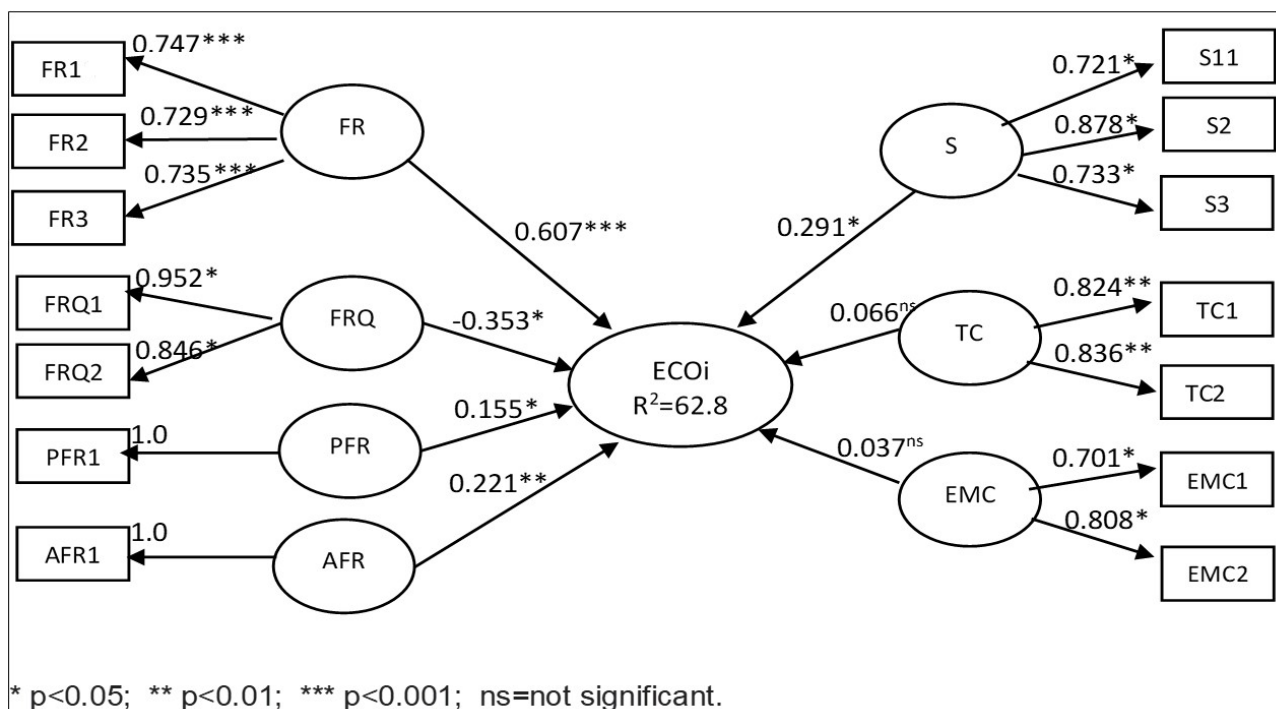 0.747***
FR1
FR
0.729***
FR2
0.735***
FR3
0.607***
0.952*
FRQ1
FRQ
-0.353*
0.846*
FRQ2
1.0
PFR1
PFR
0.155*
1.0
AFR1
AFR
0.221**
ECOi
R²=62.8
S
0.721*
S11
0.878*
S2
0.733*
S3
0.291*
TC
0.066ⁿˢ
0.824**
TC1
0.836**
TC2
EMC
0.037ⁿˢ
0.701*
EMC1
0.808*
EMC2
* p<0.05; ** p<0.01; *** p<0.001; ns=not significant.